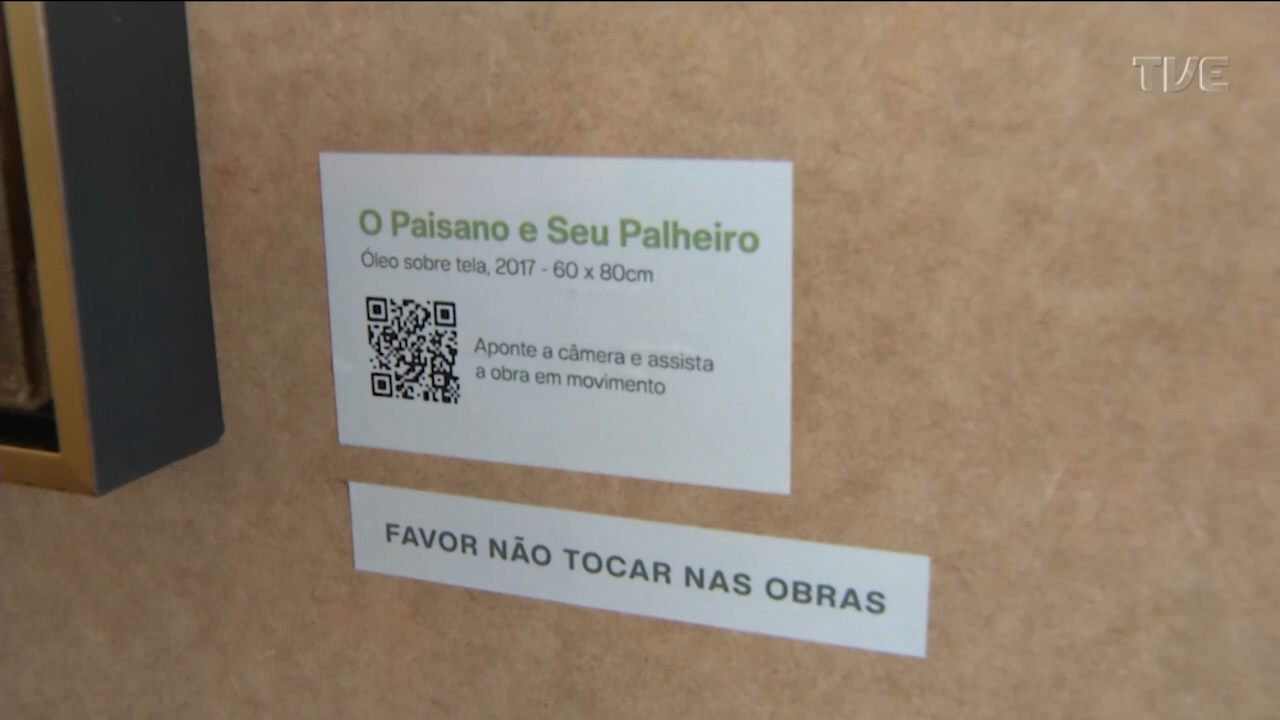 TVE
O Paisano e Seu Palheiro
Óleo sobre tela, 2017 - 60 x 80cm
Aponte a câmera e assista
a obra em movimento
FAVOR NÃO TOCAR NAS OBRAS